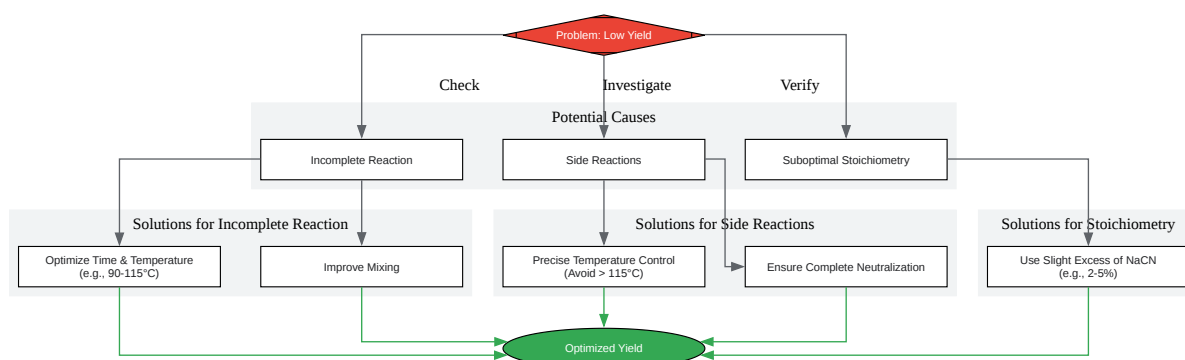 Problem: Low Yield
Check
Investigate
Verify
Potential Causes
Incomplete Reaction
Side Reactions
Suboptimal Stoichiometry
Solutions for Incomplete Reaction
Solutions for Side Reactions
Solutions for Stoichiometry
Optimize Time & Temperature
(e.g., 90-115°C)
Improve Mixing
Precise Temperature Control
(Avoid > 115°C)
Ensure Complete Neutralization
Use Slight Excess of NaCN
(e.g., 2-5%)
Optimized Yield